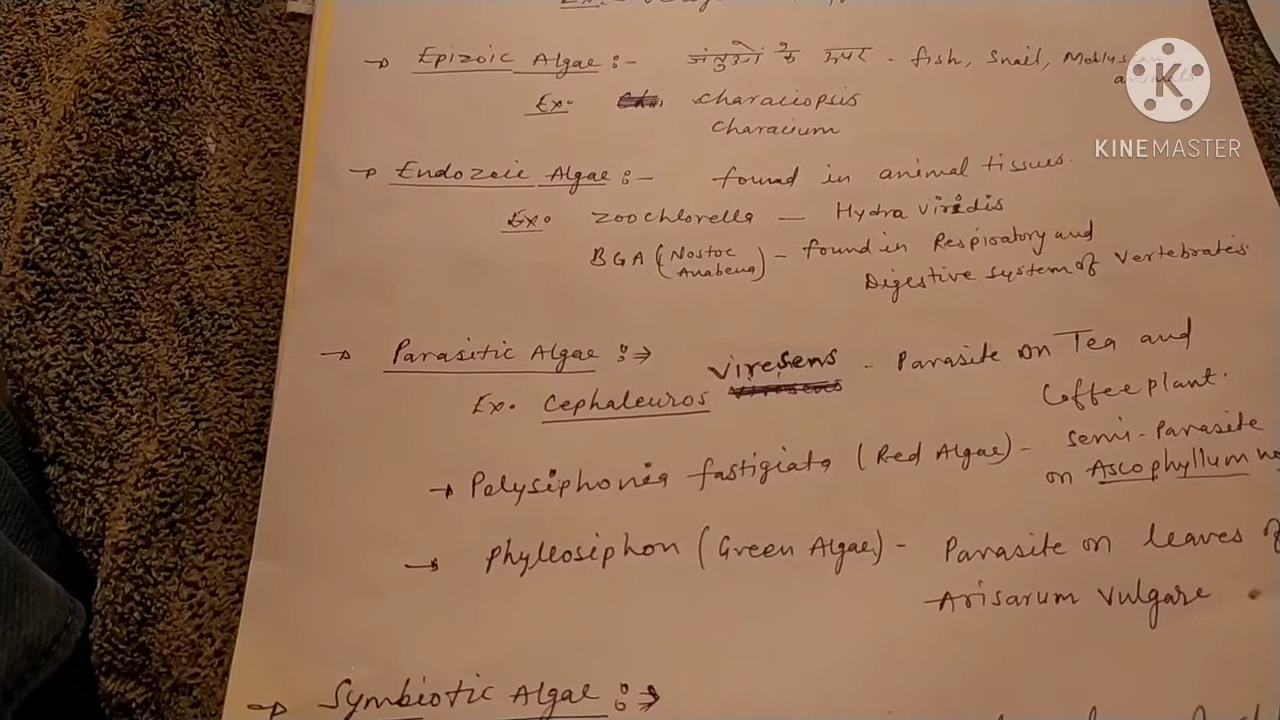 → Epizoic Algae :- जंतुओं के ऊपर - fish, Snail,
Ex. characiopsis
characium
→ Endozoic Algae :- found in animal tissues.
Ex. Zoochlorella — Hydra Viridis
BGA (Nostoc Anabena) - found in Respiratory and
Digestive system of Vertebrates.
→ Parasitic Algae :⇒
Ex. Cephaleuros viresens - Parasite on Tea and
Coffee plant.
→ Polysiphonia fastigiata (Red Algae) - Semi-Parasite
on Ascophyllum
→ Phyllosiphon (Green Algae) - Parasite on leaves of
Arisarum Vulgare
→ Symbiotic Algae :→
K
KINEMASTER